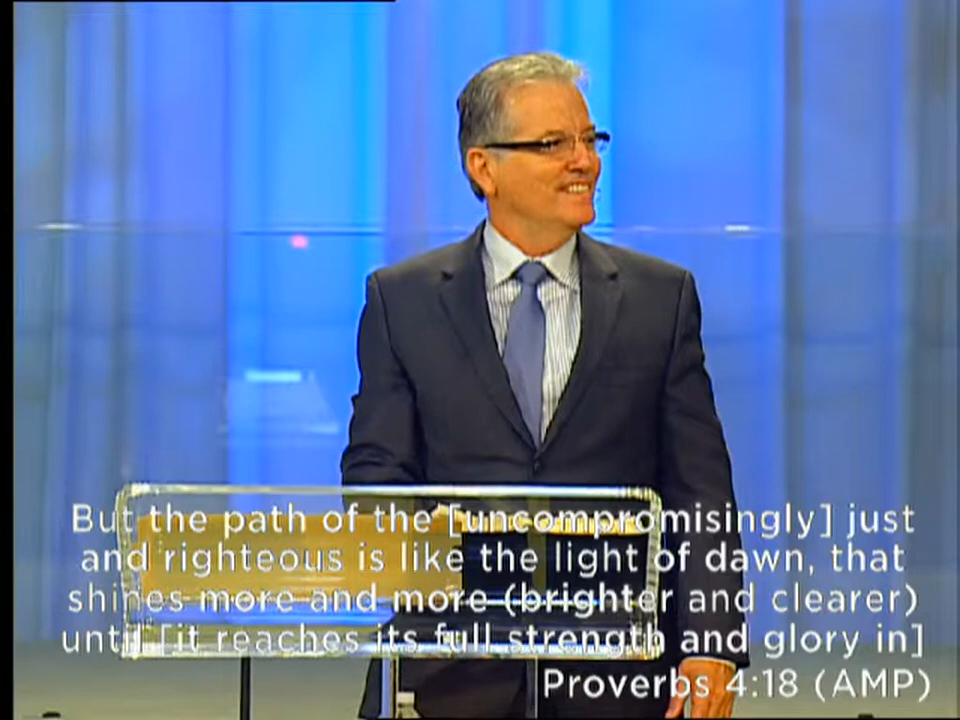 But the path of the [uncompromisingly] just
and righteous is like the light of dawn, that
shines more and more (brighter and clearer)
until [it reaches its full strength and glory in]
Proverbs 4:18 (AMP)